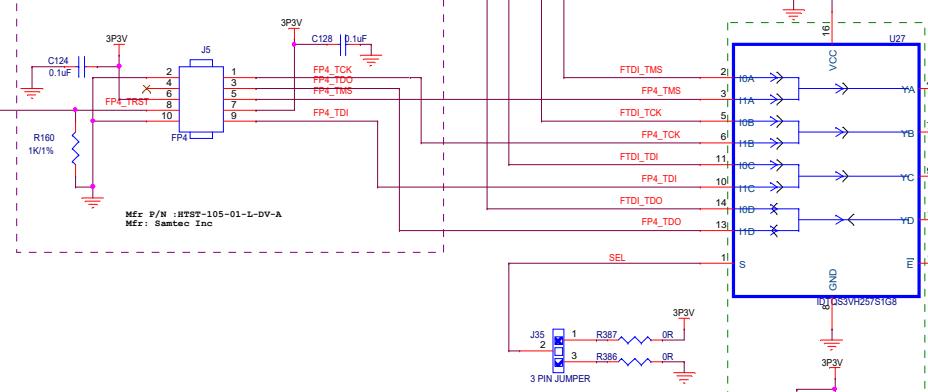 3P3V
C128
0.1uF
3P3V
C124
0.1uF
J5
2
4
6
8
10
1
3
5
7
9
FP4_TCK
FP4_TDO
FP4_TMS
FP4_TDI
FP4_TRST
FP4
R160
1K/1%
Mfr P/N :HTST-105-01-L-DV-A
Mfr: Samtec Inc
16
U27
VCC
FTDI_TMS
2
I0A
YA
FP4_TMS
3
I1A
FTDI_TCK
5
I0B
YB
FP4_TCK
6
I1B
FTDI_TDI
11
I0C
YC
FP4_TDI
10
I1C
FTDI_TDO
14
I0D
YD
FP4_TDO
13
I1D
SEL
1
S
E
GND
8
IDTQS3VH257S1G8
3P3V
J35
1
2
3
R387
0R
R386
0R
3 PIN JUMPER
3P3V